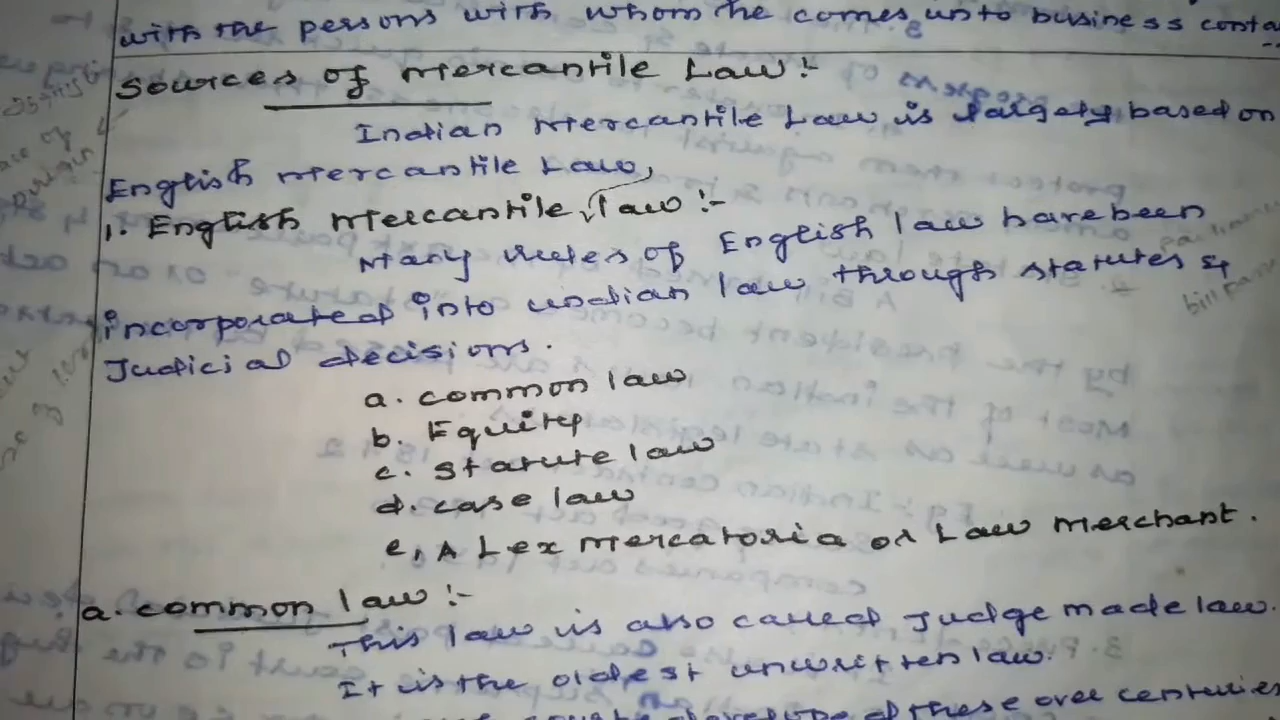 with the persons with whom he comes into business conta
Sources of Mercantile Law:-
Indian Mercantile Law is largely based on
English Mercantile Law,
1. English Mercantile law :-
Many rules of English law have been
incorporated into Indian law through statutes &
Judicial decisions.
a. common law
b. Equity
c. statute law
d. case law
e, A Lex mercatoria or Law merchant.
a. common law :-
This law is also called Judge made law.
It is the oldest unwritten law.
these over centuries